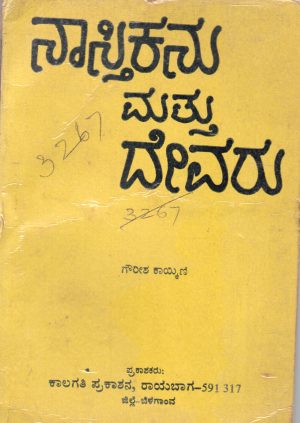 ನಾಸ್ತಿಕನು
ಮತ್ತು
3267
ದೇವರು
3267
ಗೌರೀಶ ಕಾಯ್ಕಿಣಿ
ಪ್ರಕಾಶಕರು:
ಕಾಲಗತಿ ಪ್ರಕಾಶನ, ರಾಯಬಾಗ-591 317
ಜಿಲ್ಲೆ-ಬೆಳಗಾಂವ